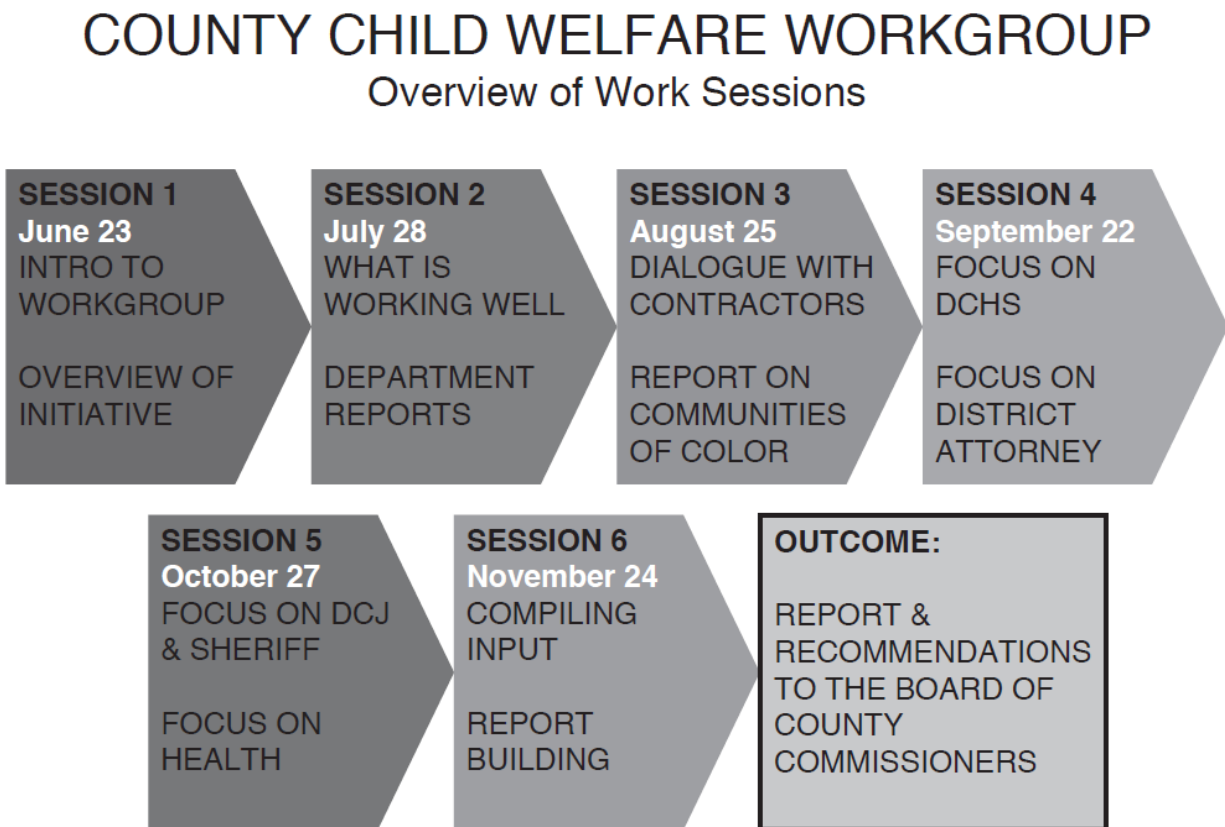 COUNTY CHILD WELFARE WORKGROUP
Overview of Work Sessions
SESSION 1
June 23
INTRO TO
WORKGROUP
OVERVIEW OF
INITIATIVE
SESSION 2
July 28
WHAT IS
WORKING WELL
DEPARTMENT
REPORTS
SESSION 3
August 25
DIALOGUE WITH
CONTRACTORS
REPORT ON
COMMUNITIES
OF COLOR
SESSION 4
September 22
FOCUS ON
DCHS
FOCUS ON
DISTRICT
ATTORNEY
SESSION 5
October 27
FOCUS ON DCJ
& SHERIFF
FOCUS ON
HEALTH
SESSION 6
November 24
COMPILING
INPUT
REPORT
BUILDING
OUTCOME:
REPORT &
RECOMMENDATIONS
TO THE BOARD OF
COUNTY
COMMISSIONERS